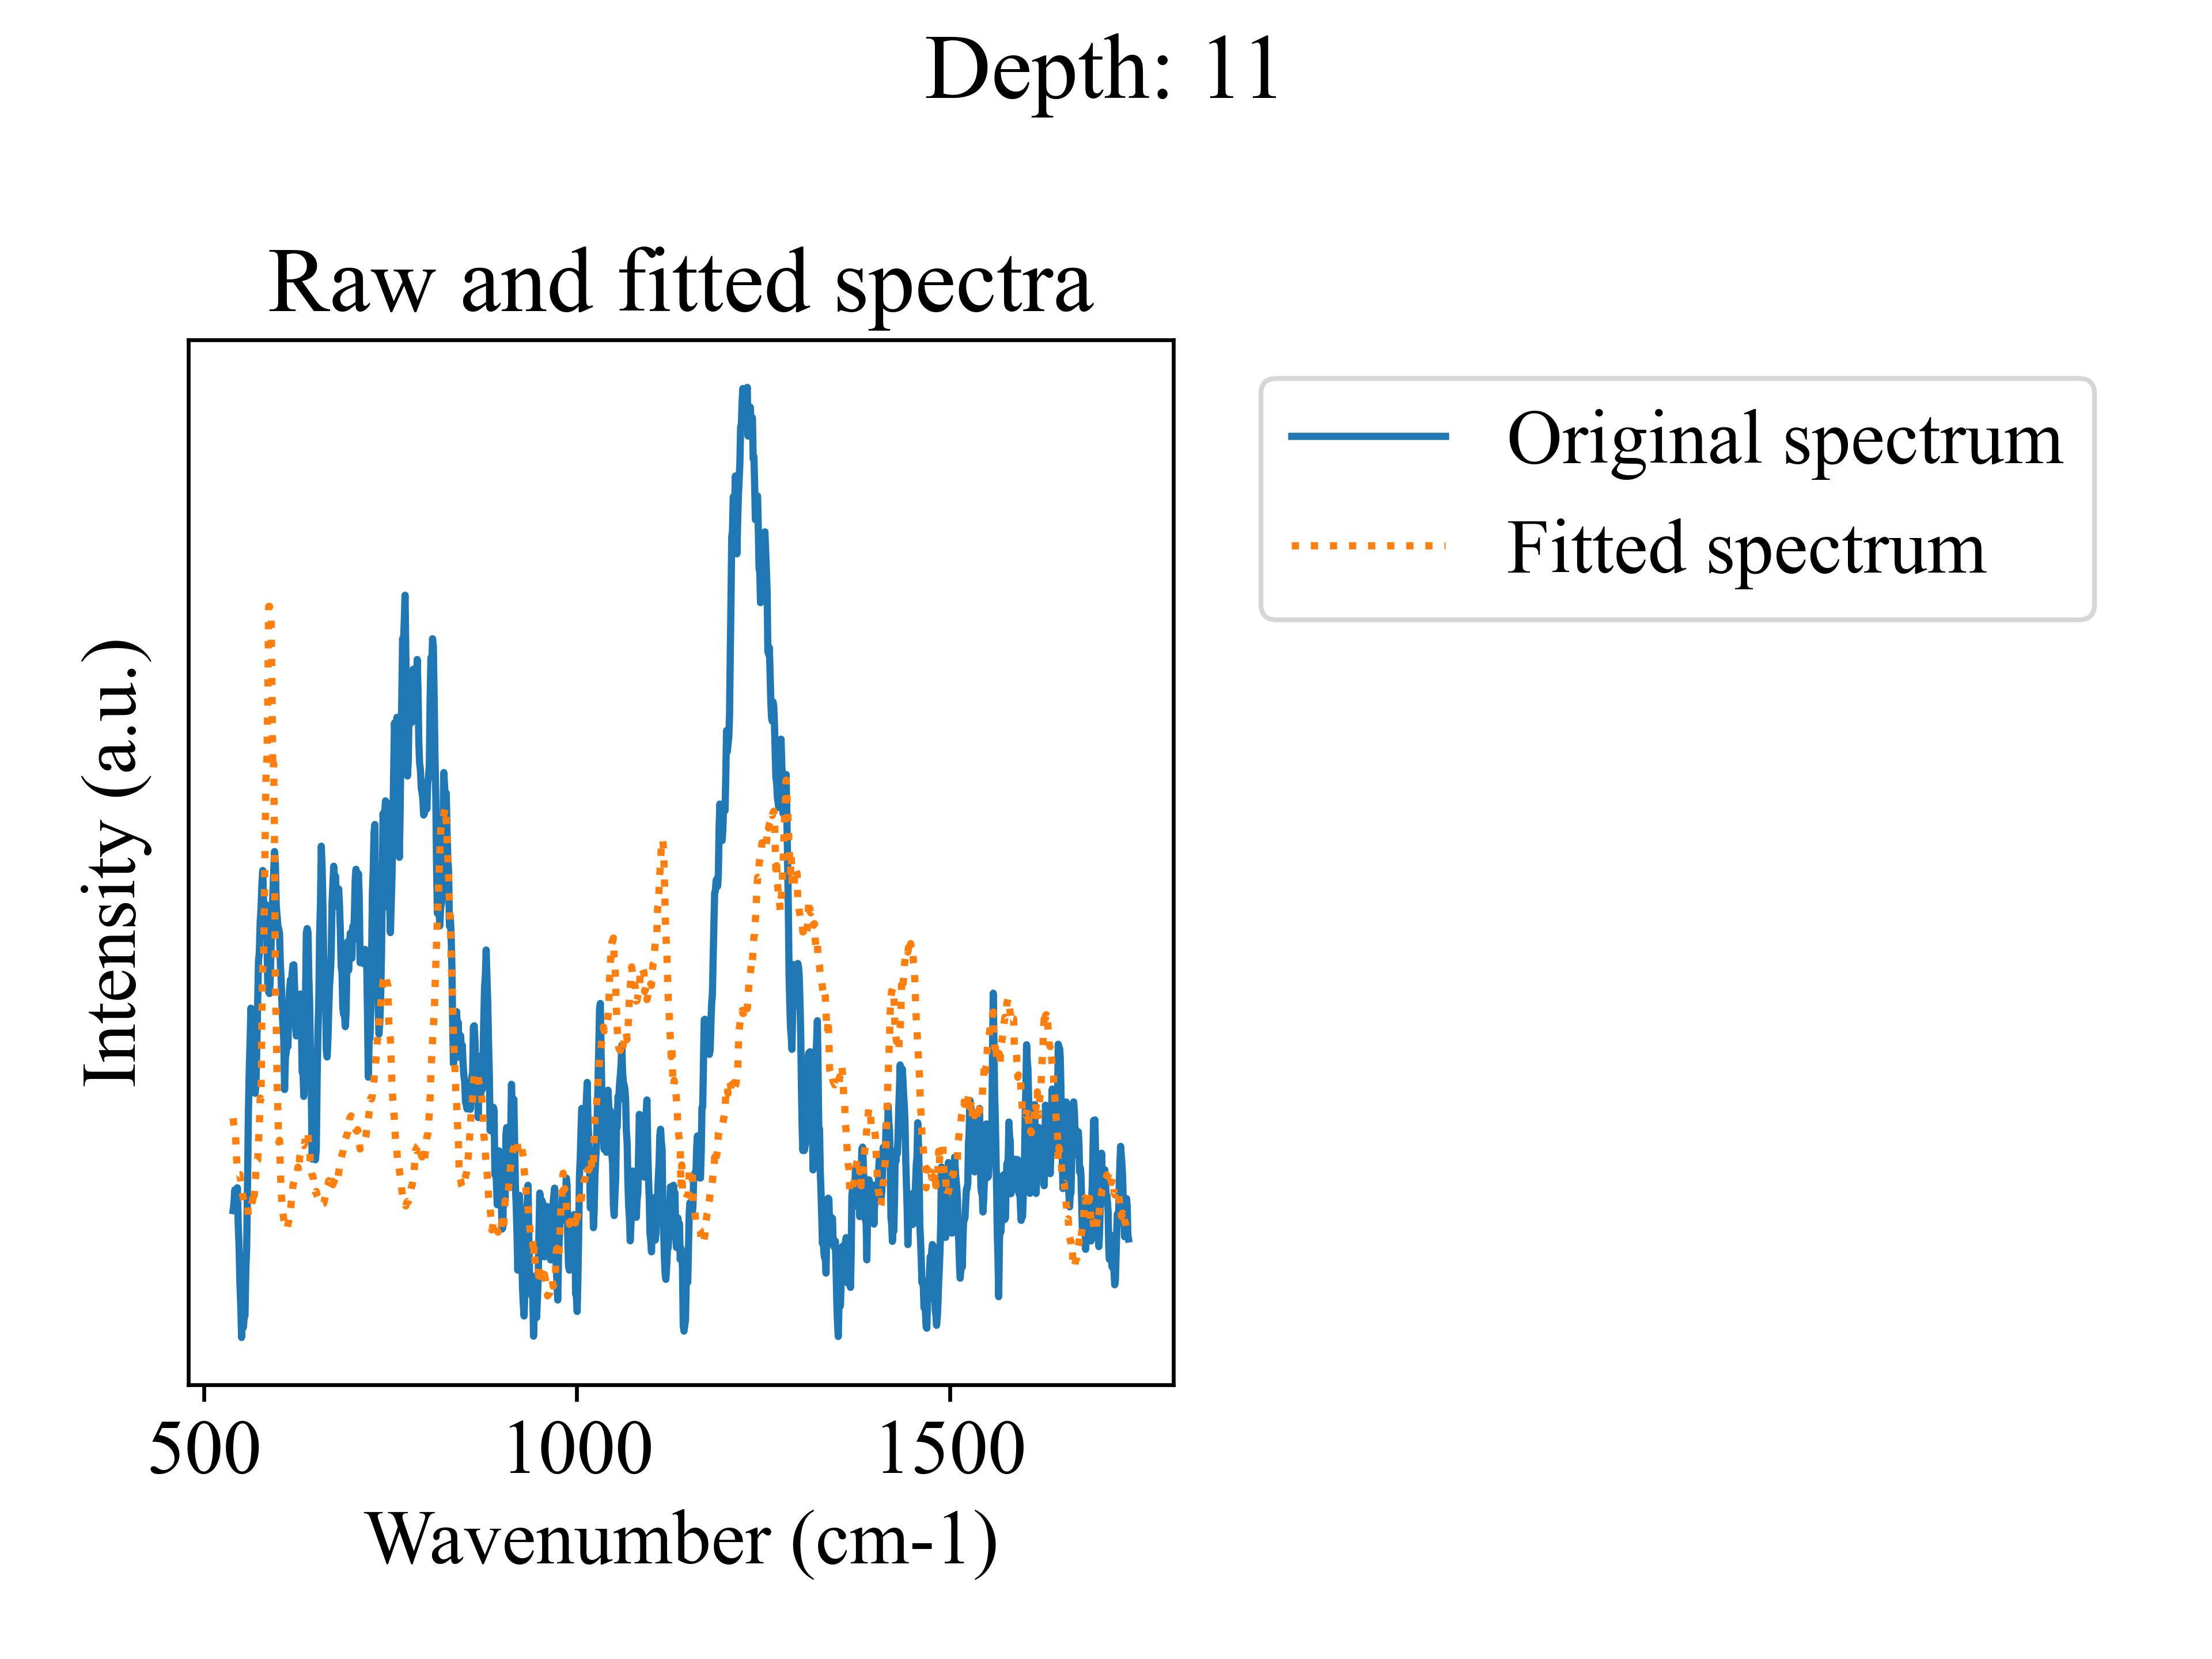 Depth: 11
Raw and fitted spectra
Original spectrum
Fitted spectrum
Intensity (a.u.)
500
1000
1500
Wavenumber (cm-1)